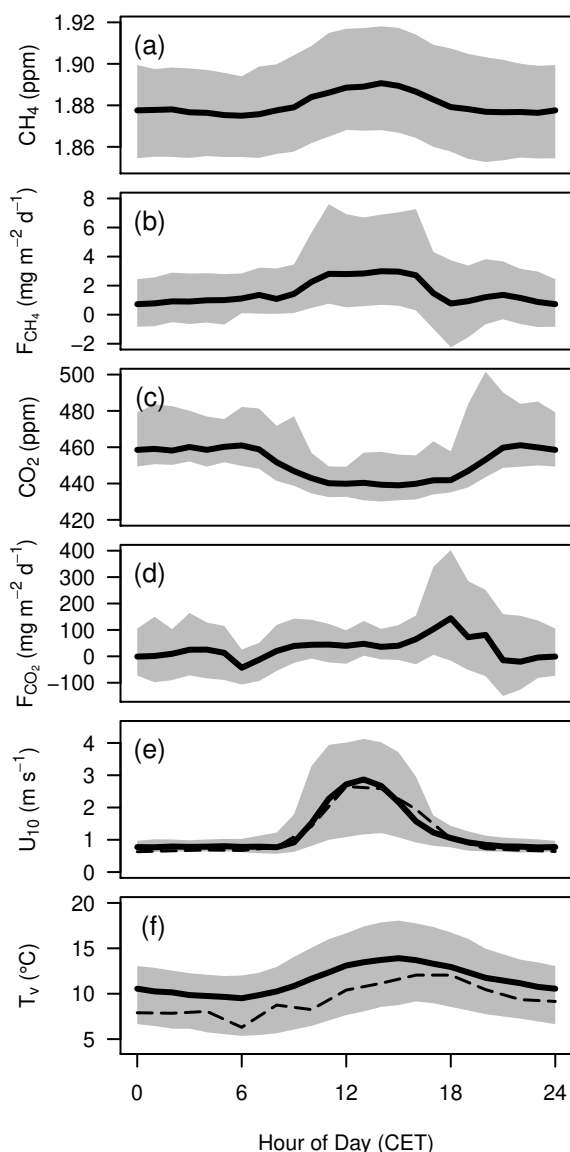 (a)
CH₄ (ppm)
1.92
1.90
1.88
1.86
(b)
F_CH₄ (mg m⁻² d⁻¹)
8
6
4
2
0
−2
(c)
CO₂ (ppm)
500
480
460
440
420
(d)
F_CO₂ (mg m⁻² d⁻¹)
400
300
200
100
0
−100
(e)
U₁₀ (m s⁻¹)
4
3
2
1
0
(f)
Tᵥ (°C)
20
15
10
5
0 6 12 18 24
Hour of Day (CET)